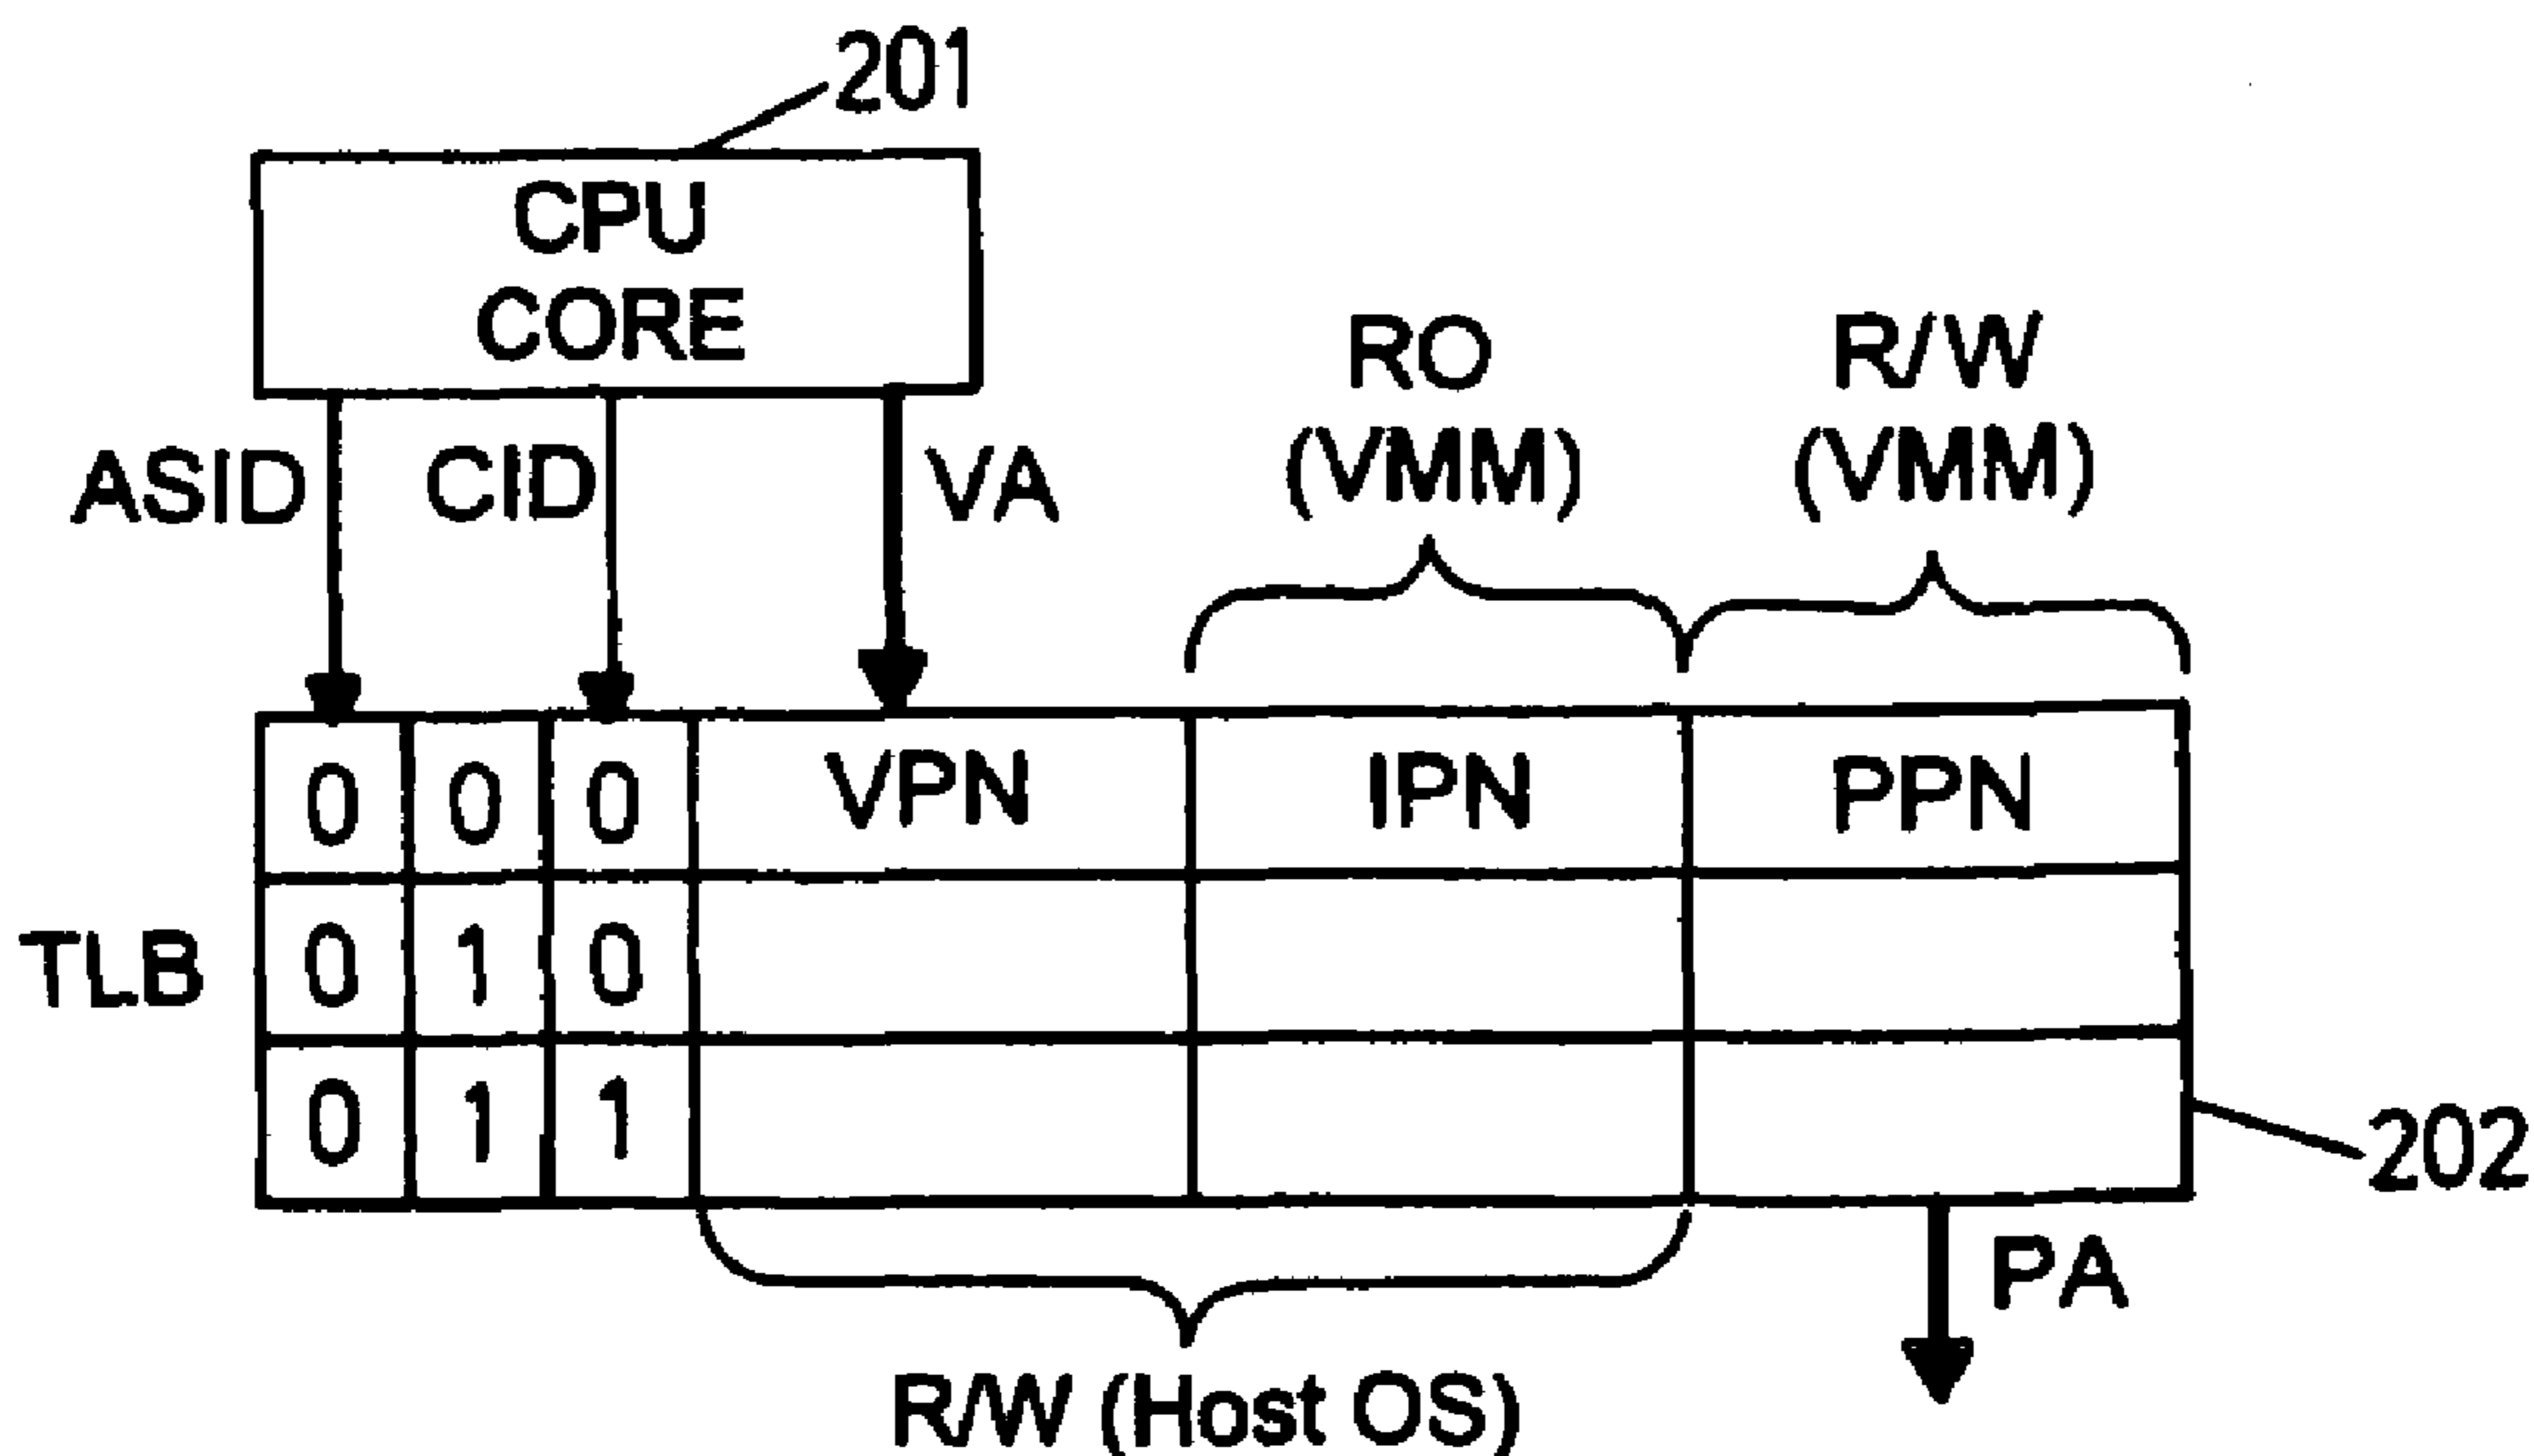 201
CPU
CORE
RO
(VMM)
R/W
(VMM)
ASID
CID
VA
0 0 0 VPN IPN PPN
TLB
0 1 0
0 1 1
202
PA
R/W (Host OS)